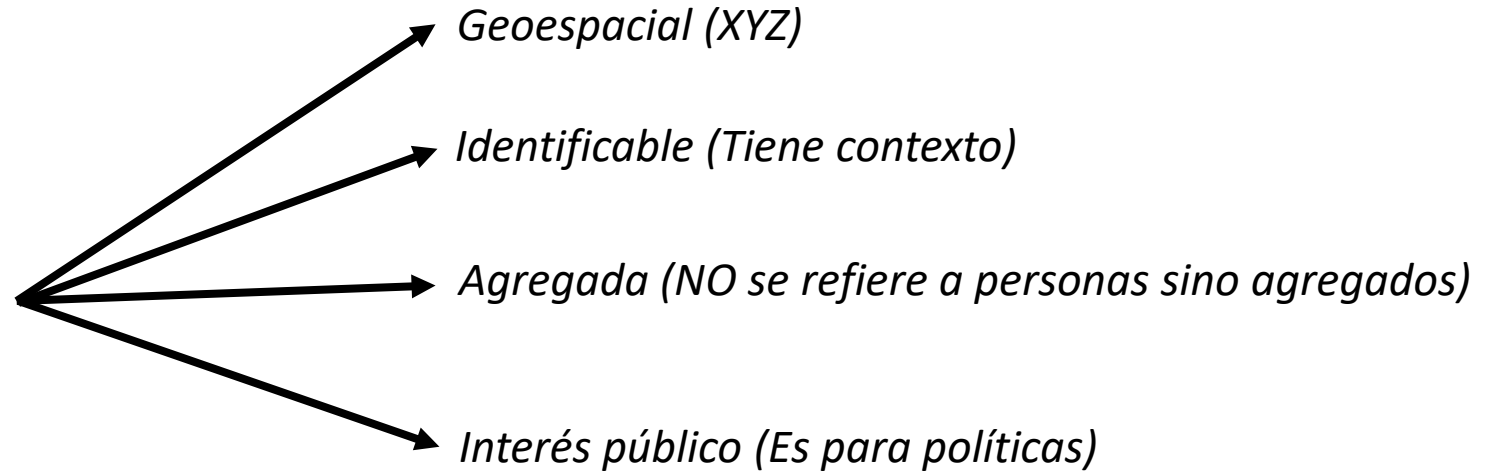 Geoespacial (XYZ)
Identificable (Tiene contexto)
Agregada (NO se refiere a personas sino agregados)
Interés público (Es para políticas)